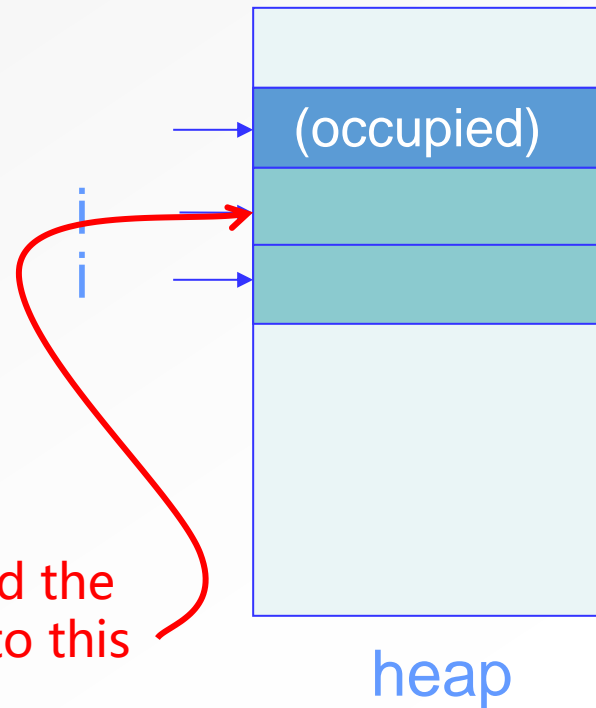 (occupied)
i
i
d the
to this
heap